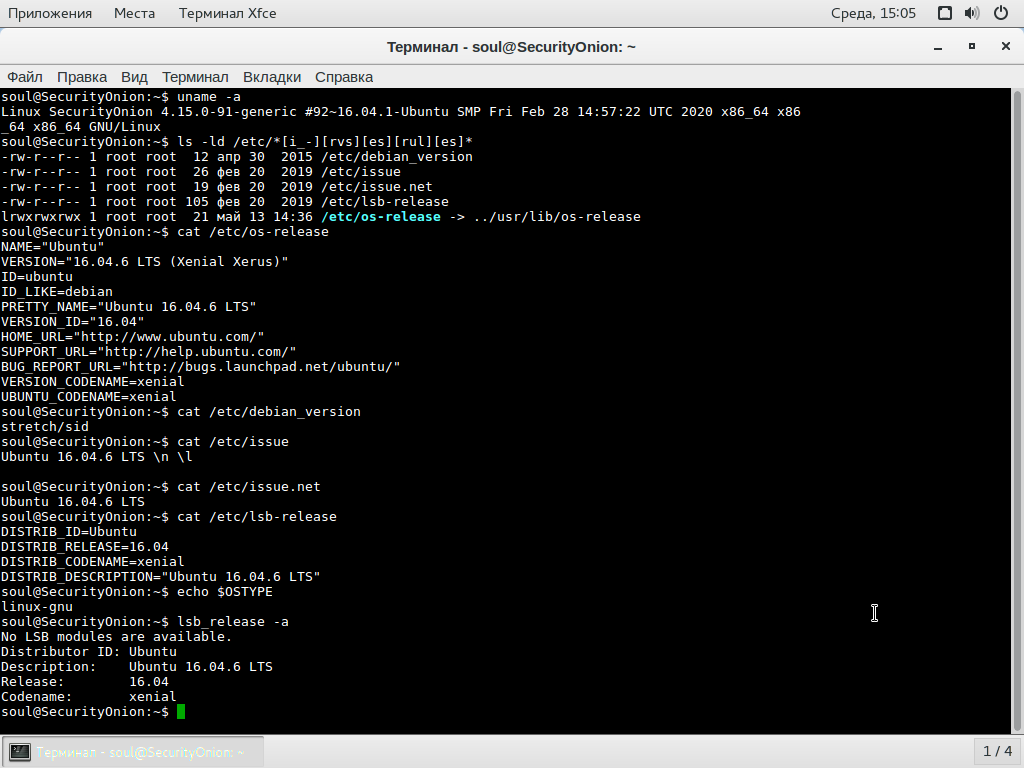 Приложения Места Терминал Xfce Среда, 15:05
Терминал - soul@SecurityOnion: ~
Файл Правка Вид Терминал Вкладки Справка
soul@SecurityOnion:~$ uname -a
Linux SecurityOnion 4.15.0-91-generic #92~16.04.1-Ubuntu SMP Fri Feb 28 14:57:22 UTC 2020 x86_64 x86
_64 x86_64 GNU/Linux
soul@SecurityOnion:~$ ls -ld /etc/*[i_-][rvs][es][rul][es]*
-rw-r--r-- 1 root root  12 апр 30  2015 /etc/debian_version
-rw-r--r-- 1 root root  26 фев 20  2019 /etc/issue
-rw-r--r-- 1 root root  19 фев 20  2019 /etc/issue.net
-rw-r--r-- 1 root root 105 фев 20  2019 /etc/lsb-release
lrwxrwxrwx 1 root root  21 май 13 14:36 /etc/os-release -> ../usr/lib/os-release
soul@SecurityOnion:~$ cat /etc/os-release
NAME="Ubuntu"
VERSION="16.04.6 LTS (Xenial Xerus)"
ID=ubuntu
ID_LIKE=debian
PRETTY_NAME="Ubuntu 16.04.6 LTS"
VERSION_ID="16.04"
HOME_URL="http://www.ubuntu.com/"
SUPPORT_URL="http://help.ubuntu.com/"
BUG_REPORT_URL="http://bugs.launchpad.net/ubuntu/"
VERSION_CODENAME=xenial
UBUNTU_CODENAME=xenial
soul@SecurityOnion:~$ cat /etc/debian_version
stretch/sid
soul@SecurityOnion:~$ cat /etc/issue
Ubuntu 16.04.6 LTS \n \l
soul@SecurityOnion:~$ cat /etc/issue.net
Ubuntu 16.04.6 LTS
soul@SecurityOnion:~$ cat /etc/lsb-release
DISTRIB_ID=Ubuntu
DISTRIB_RELEASE=16.04
DISTRIB_CODENAME=xenial
DISTRIB_DESCRIPTION="Ubuntu 16.04.6 LTS"
soul@SecurityOnion:~$ echo $OSTYPE
linux-gnu
soul@SecurityOnion:~$ lsb_release -a
No LSB modules are available.
Distributor ID: Ubuntu
Description:    Ubuntu 16.04.6 LTS
Release:        16.04
Codename:       xenial
soul@SecurityOnion:~$
Терминал - soul@SecurityOnion: ~ 1 / 4